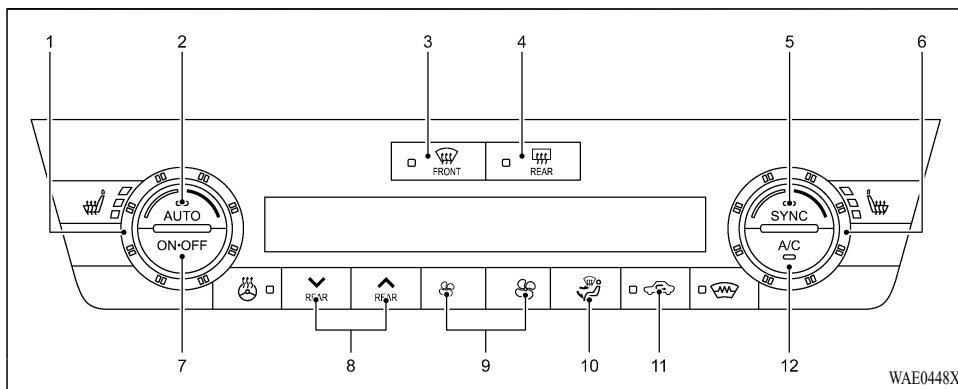 1 2 3 4 5 6
FRONT REAR
AUTO SYNC
ON•OFF A/C
REAR REAR
7 8 9 10 11 12
WAE0448X